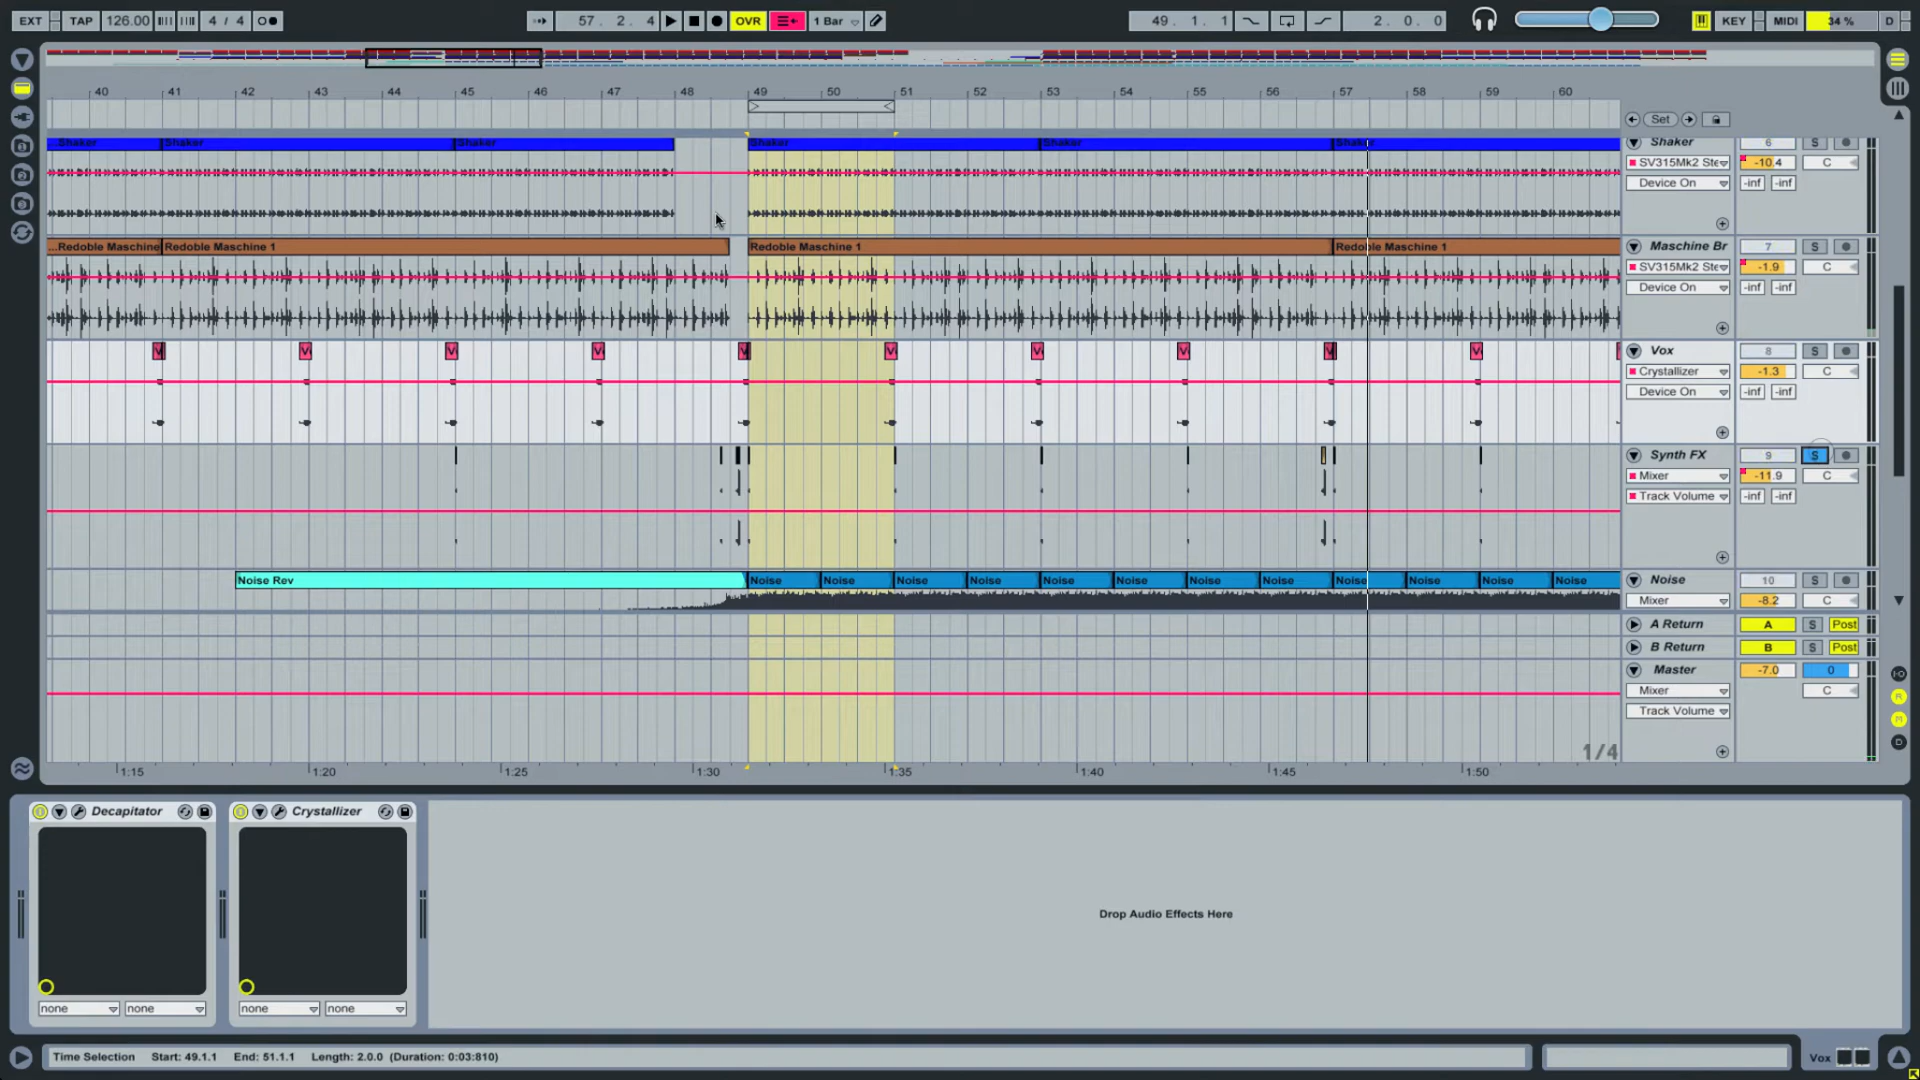 EXT TAP 126.00 4 / 4 57. 2. 4 OVR 1 Bar 49. 1. 1 2. 0. 0 KEY MIDI 34 % D
40 41 42 43 44 45 46 47 48 49 50 51 52 53 54 55 56 57 58 59 60
Set
...Shaker Shaker Shaker Shaker Shaker Shaker Shaker 6 S
SV315Mk2 Ste -10.4 C
Device On -inf -inf
...Redoble Maschine Redoble Maschine 1 Redoble Maschine 1 Redoble Maschine 1 Maschine Br 7 S
SV315Mk2 Ste -1.9 C
Device On -inf -inf
Vox 8 S
Crystallizer -1.3 C
Device On -inf -inf
Synth FX 9 S
Mixer -11.9 C
Track Volume -inf -inf
Noise Rev Noise Noise Noise Noise Noise Noise Noise Noise Noise Noise Noise Noise Noise 10 S
Mixer -8.2 C
A Return A S Post
B Return B S Post
Master -7.0 0
Mixer C
Track Volume
1/4
1:15 1:20 1:25 1:30 1:35 1:40 1:45 1:50
Decapitator Crystallizer
Drop Audio Effects Here
none none none none
Time Selection Start: 49.1.1 End: 51.1.1 Length: 2.0.0 (Duration: 0:03:810) Vox